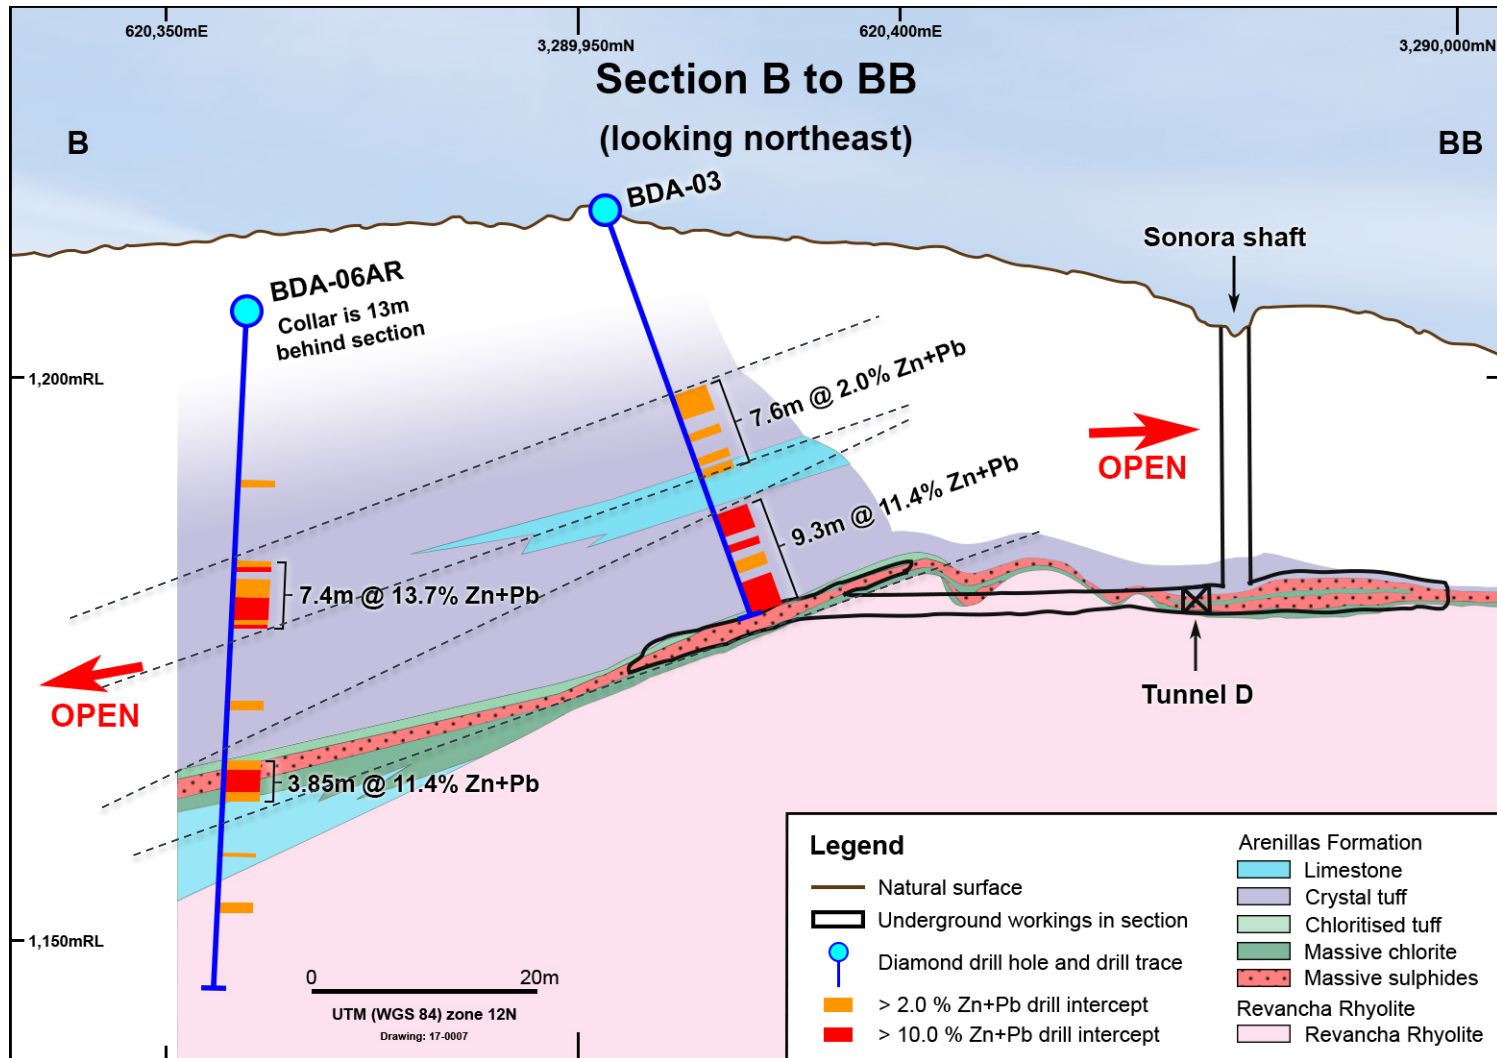 620,350mE
3,289,950mN
620,400mE
3,290,000mN
Section B to BB
(looking northeast)
B
BB
BDA-03
Sonora shaft
BDA-06AR
Collar is 13m
behind section
1,200mRL
7.6m @ 2.0% Zn+Pb
OPEN
9.3m @ 11.4% Zn+Pb
7.4m @ 13.7% Zn+Pb
OPEN
Tunnel D
3.85m @ 11.4% Zn+Pb
1,150mRL
0 20m
UTM (WGS 84) zone 12N
Drawing: 17-0007
Legend
Natural surface
Underground workings in section
Diamond drill hole and drill trace
> 2.0 % Zn+Pb drill intercept
> 10.0 % Zn+Pb drill intercept
Arenillas Formation
Limestone
Crystal tuff
Chloritised tuff
Massive chlorite
Massive sulphides
Revancha Rhyolite
Revancha Rhyolite